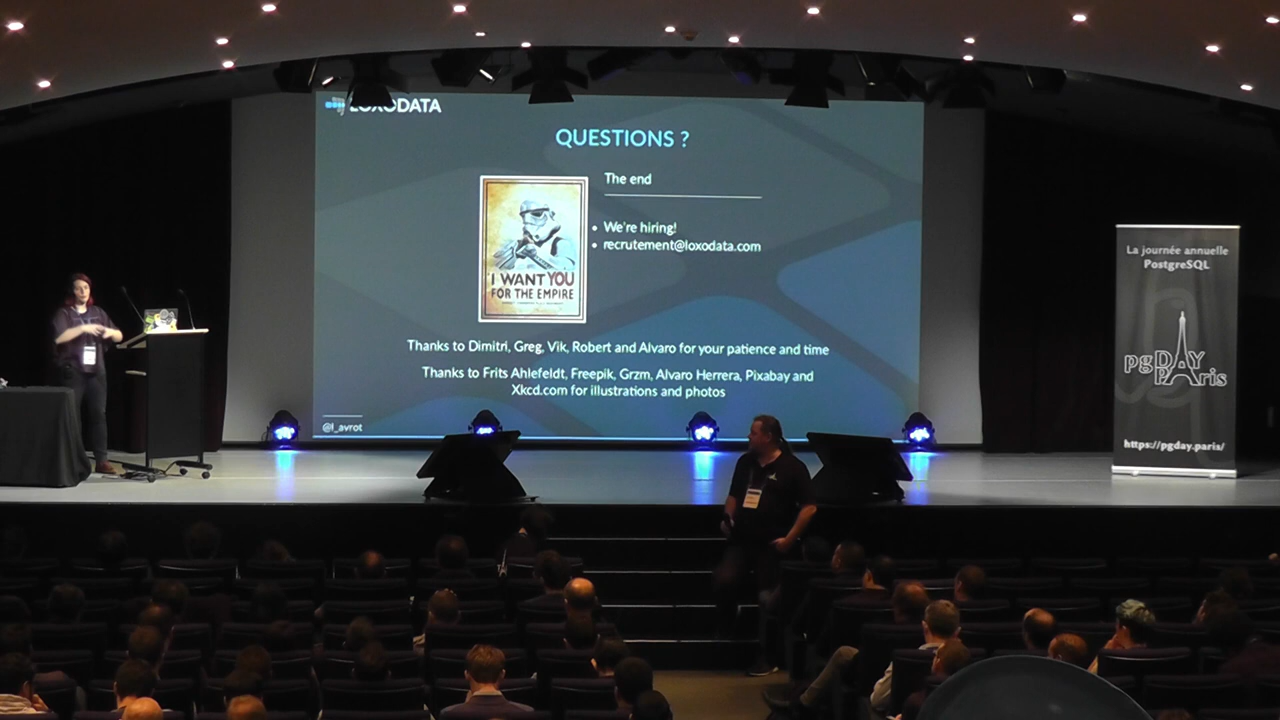 LOXODATA
QUESTIONS ?
The end
We're hiring!
recrutement@loxodata.com
I WANT YOU
FOR THE EMPIRE
Thanks to Dimitri, Greg, Vik, Robert and Alvaro for your patience and time
Thanks to Frits Ahlefeldt, Freepik, Grzm, Alvaro Herrera, Pixabay and
Xkcd.com for illustrations and photos
@l_avrot
La journée annuelle
PostgreSQL
pgDAY
PAris
https://pgday.paris/